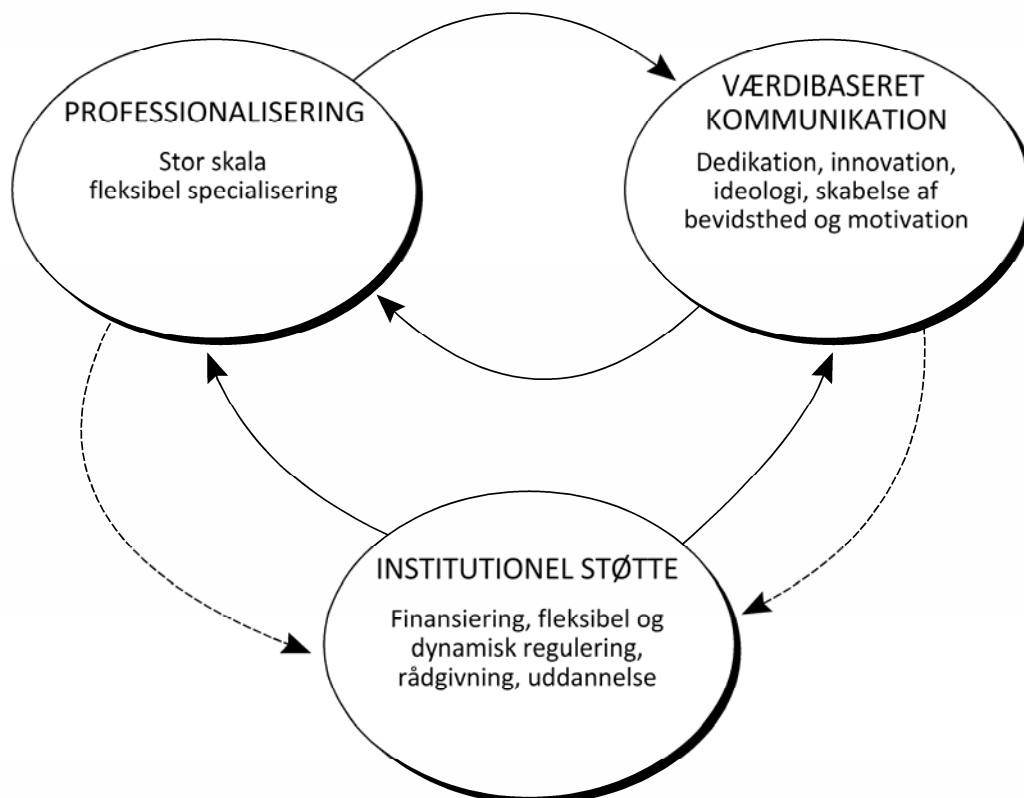 PROFESSIONALISERING
Stor skala
fleksibel specialisering
VÆRDIBASERET
KOMMUNIKATION
Dedikation, innovation,
ideologi, skabelse af
bevidsthed og motivation
INSTITUTIONEL STØTTE
Finansiering, fleksibel og
dynamisk regulering,
rådgivning, uddannelse